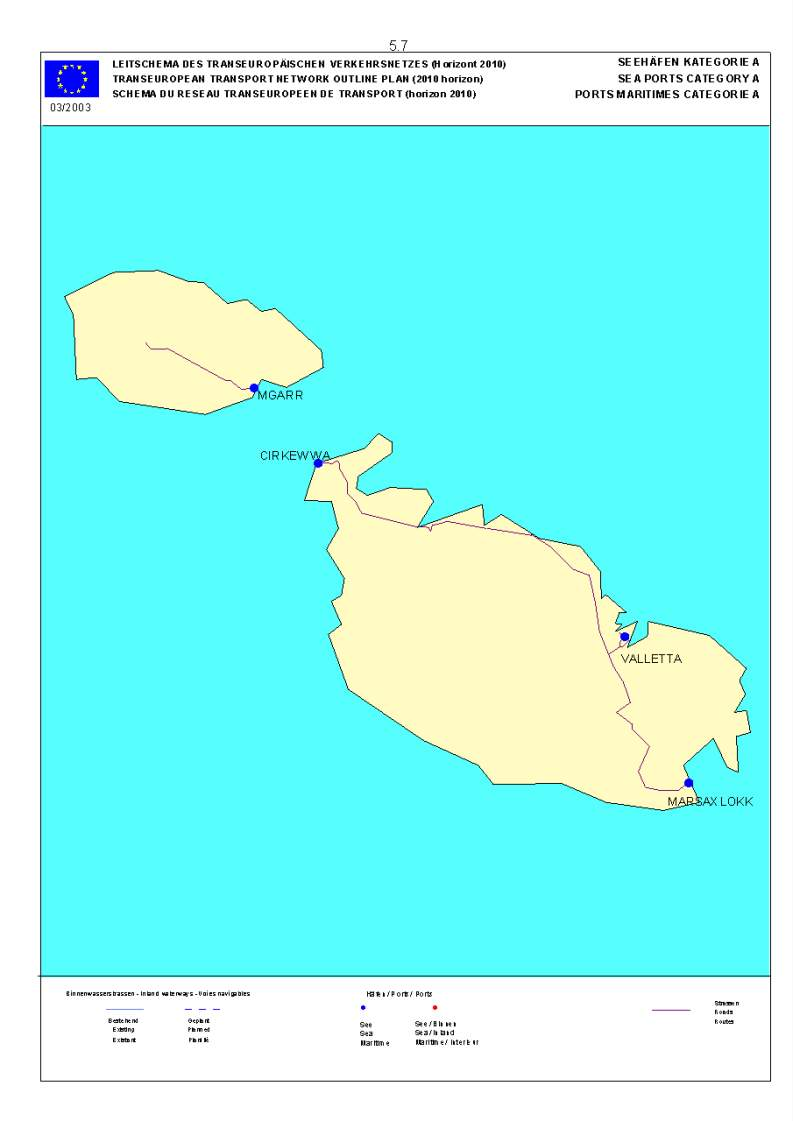 5.7
LEITSCHEMA DES TRANSEUROPÄISCHEN VERKEHRSNETZES (Horizont 2010)
TRANSEUROPEAN TRANSPORT NETWORK OUTLINE PLAN (2010 horizon)
SCHEMA DU RESEAU TRANSEUROPEEN DE TRANSPORT (horizon 2010)
03/2003
SEEHÄFEN KATEGORIE A
SEA PORTS CATEGORY A
PORTS MARITIMES CATEGORIE A
MGARR
CIRKEWWA
VALLETTA
MARSAXLOKK
Binnenwasserstrassen - Inland waterways - Voies navigables
Bestehend
Existing
Existant
Geplant
Planned
Planifié
Häfen / Ports / Ports
See
Sea
Maritime
See / Binnen
Sea / Inland
Maritime / Interieur
Strassen
Roads
Routes